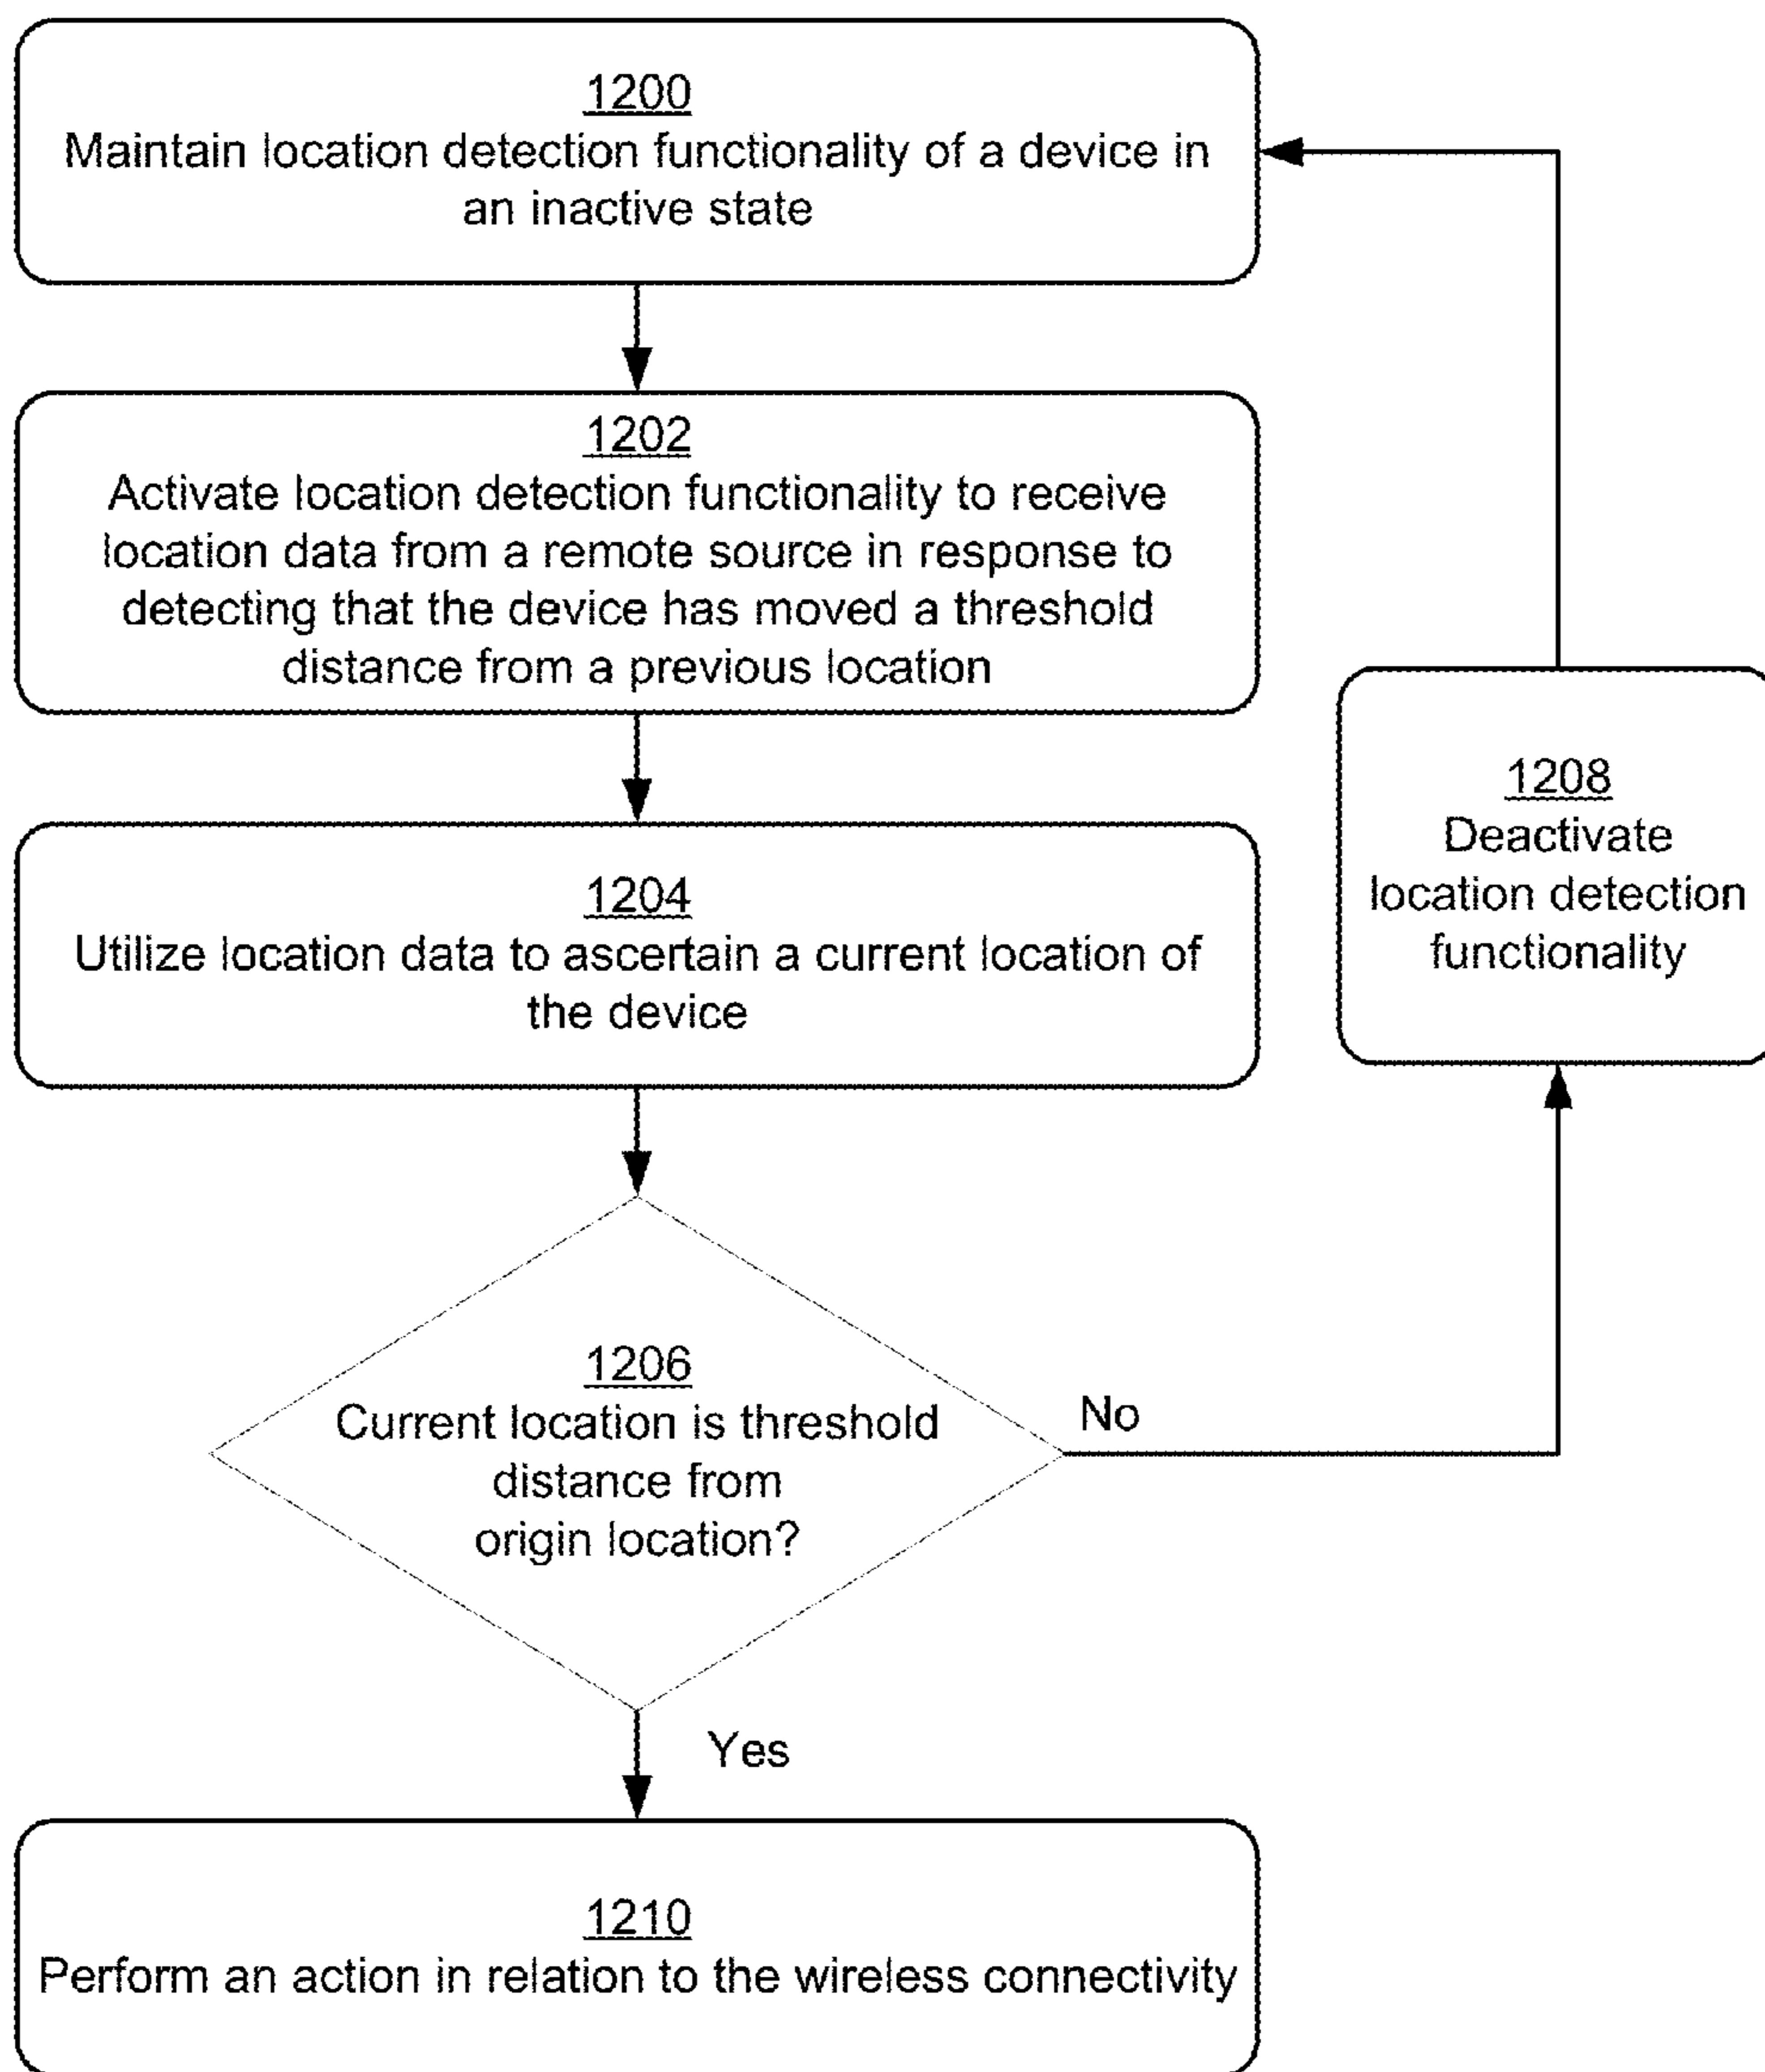 1200
Maintain location detection functionality of a device in
an inactive state
1202
Activate location detection functionality to receive
location data from a remote source in response to
detecting that the device has moved a threshold
distance from a previous location
1204
Utilize location data to ascertain a current location of
the device
1206
Current location is threshold
distance from
origin location?
No
1208
Deactivate
location detection
functionality
Yes
1210
Perform an action in relation to the wireless connectivity